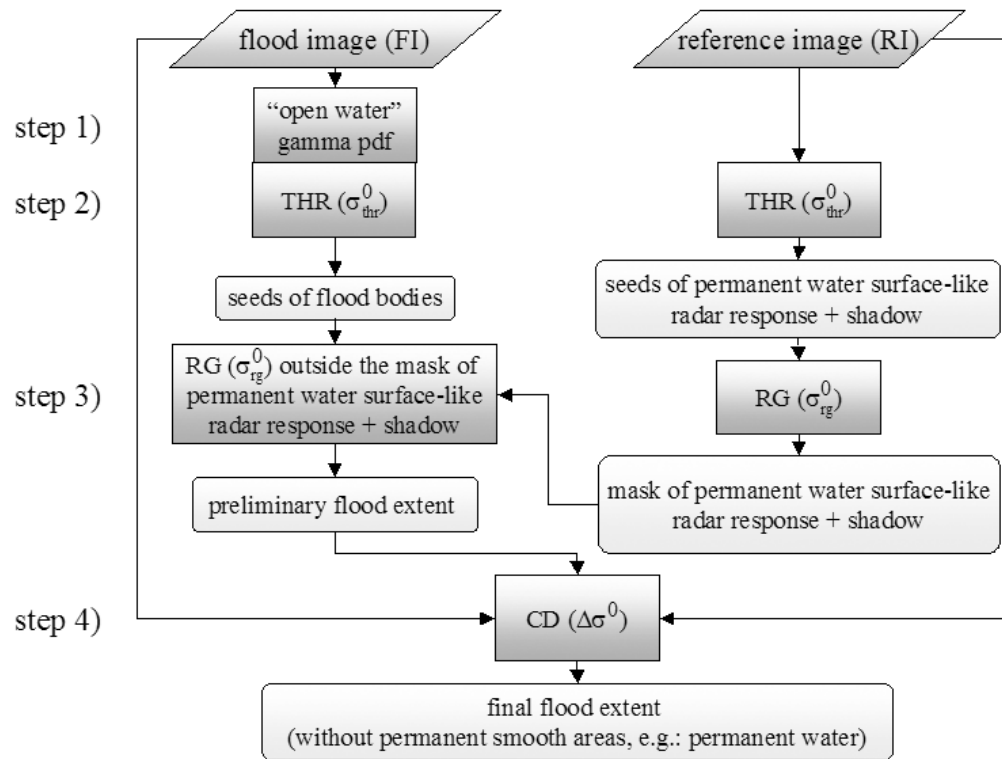 flood image (FI)
reference image (RI)
step 1)
“open water”
gamma pdf
step 2)
THR (σ⁰thr)
THR (σ⁰thr)
seeds of flood bodies
seeds of permanent water surface-like
radar response + shadow
step 3)
RG (σ⁰rg) outside the mask of
permanent water surface-like
radar response + shadow
RG (σ⁰rg)
preliminary flood extent
mask of permanent water surface-like
radar response + shadow
step 4)
CD (Δσ⁰)
final flood extent
(without permanent smooth areas, e.g.: permanent water)